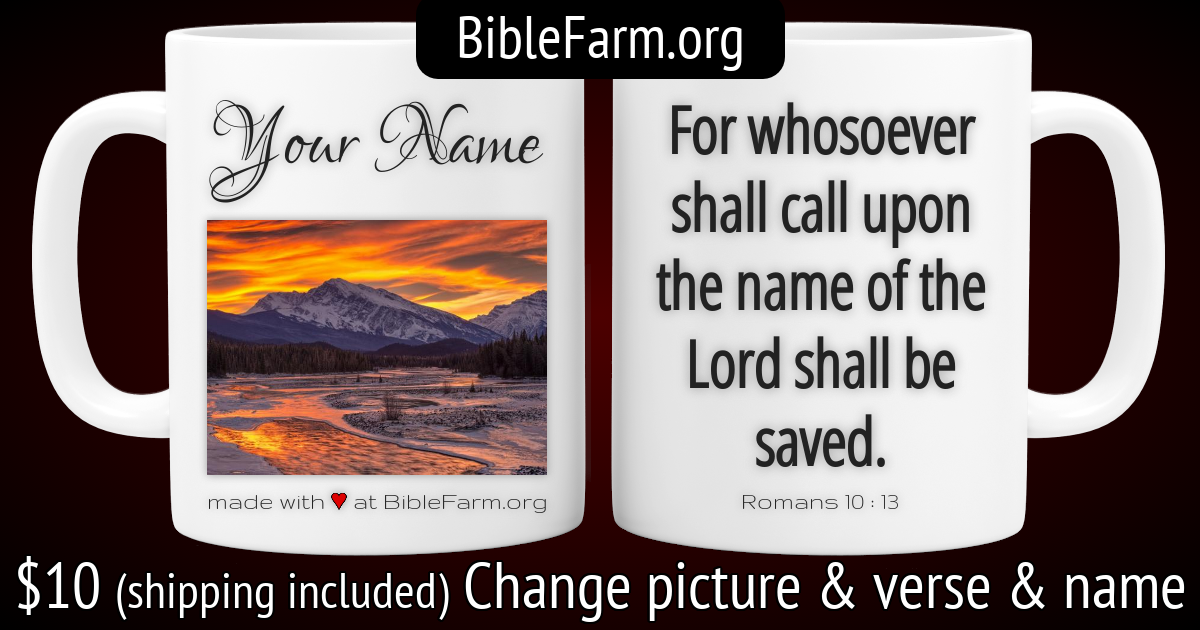 BibleFarm.org
Your Name
made with ♥ at BibleFarm.org
For whosoever
shall call upon
the name of the
Lord shall be
saved.
Romans 10 : 13
$10 (shipping included) Change picture & verse & name